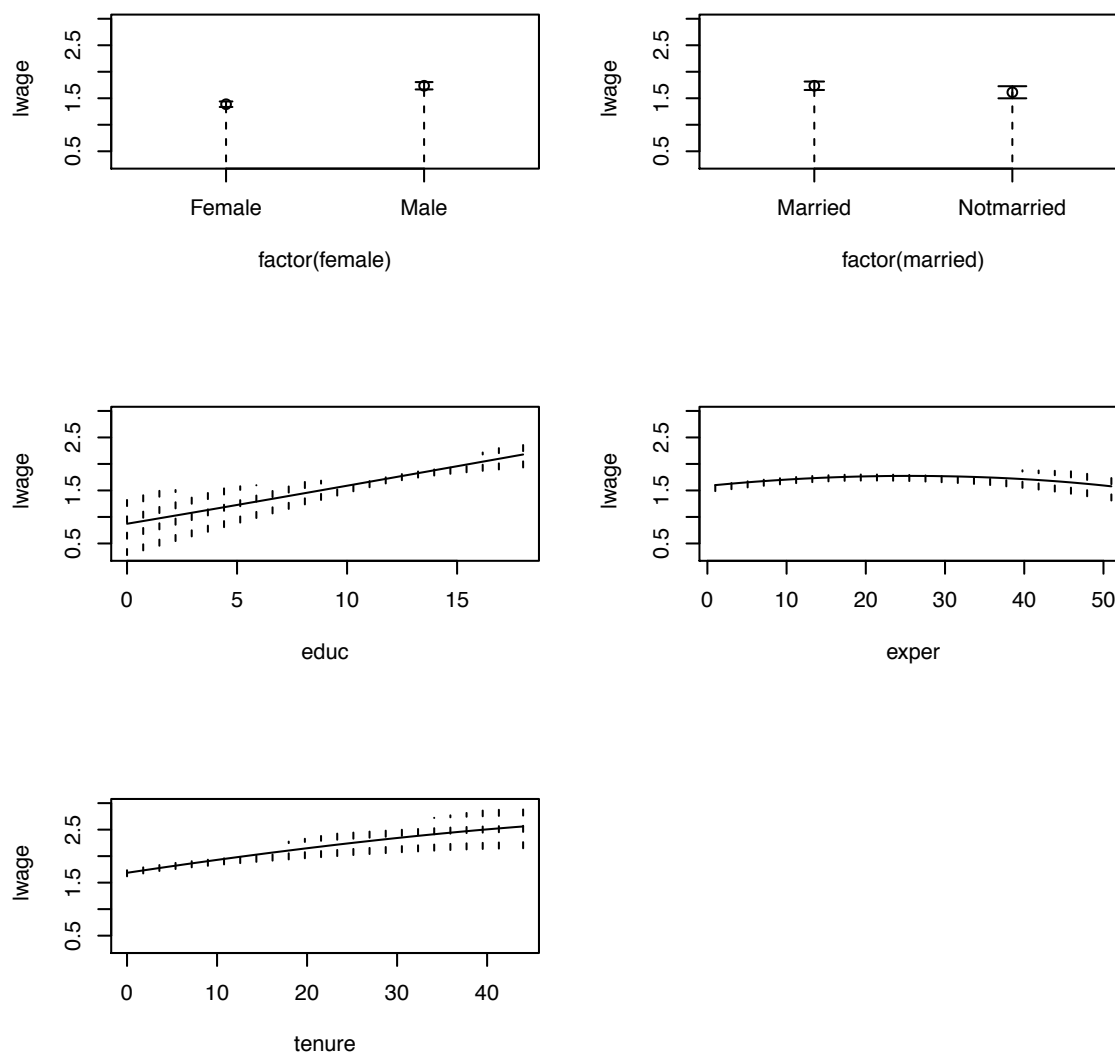 lwage
0.5 1.5 2.5
Female Male
factor(female)
lwage
0.5 1.5 2.5
Married Notmarried
factor(married)
lwage
0.5 1.5 2.5
0 5 10 15
educ
lwage
0.5 1.5 2.5
0 10 20 30 40 50
exper
lwage
0.5 1.5 2.5
0 10 20 30 40
tenure